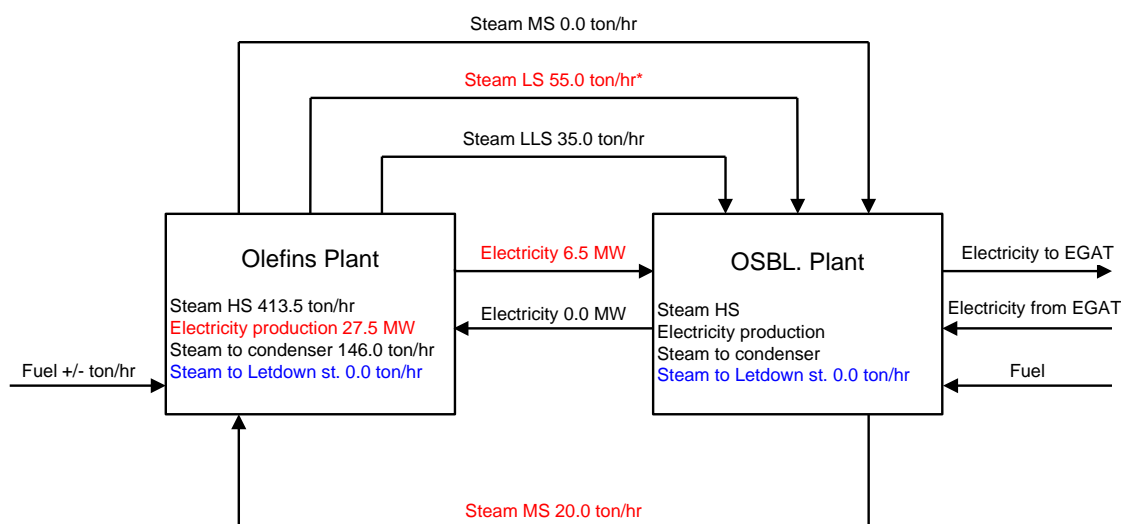 Steam MS 0.0 ton/hr
Steam LS 55.0 ton/hr*
Steam LLS 35.0 ton/hr
Olefins Plant
Steam HS 413.5 ton/hr
Electricity production 27.5 MW
Steam to condenser 146.0 ton/hr
Steam to Letdown st. 0.0 ton/hr
Fuel +/- ton/hr
Electricity 6.5 MW
Electricity 0.0 MW
OSBL. Plant
Steam HS
Electricity production
Steam to condenser
Steam to Letdown st. 0.0 ton/hr
Electricity to EGAT
Electricity from EGAT
Fuel
Steam MS 20.0 ton/hr